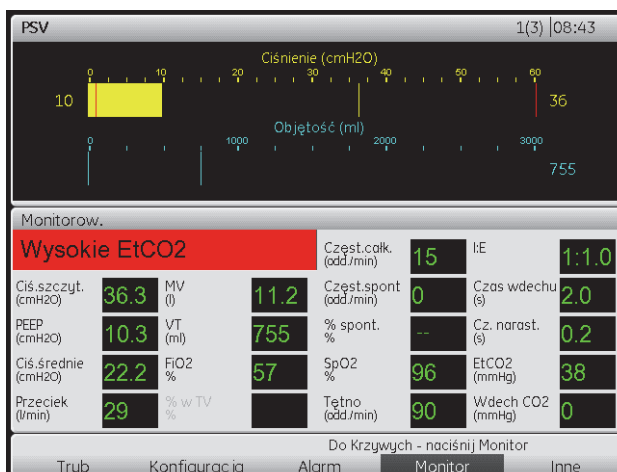 PSV 1(3) 08:43
Ciśnienie (cmH2O)
0 10 20 30 40 50 60
10 36
Objętość (ml)
0 1000 2000 3000
755
Monitorow.
Wysokie EtCO2
Częst.całk. (odd./min) 15 I:E 1:1.0
Ciś.szczyt. (cmH2O) 36.3 MV (l) 11.2 Częst.spont (odd./min) 0 Czas wdechu (s) 2.0
PEEP (cmH2O) 10.3 VT (ml) 755 % spont. % -- Cz. narast. (s) 0.2
Ciś.średnie (cmH2O) 22.2 FiO2 % 57 SpO2 % 96 EtCO2 (mmHg) 38
Przeciek (l/min) 29 % w TV % Tętno (odd./min) 90 Wdech CO2 (mmHg) 0
Do Krzywych - naciśnij Monitor
Tryb Konfiguracja Alarm Monitor Inne